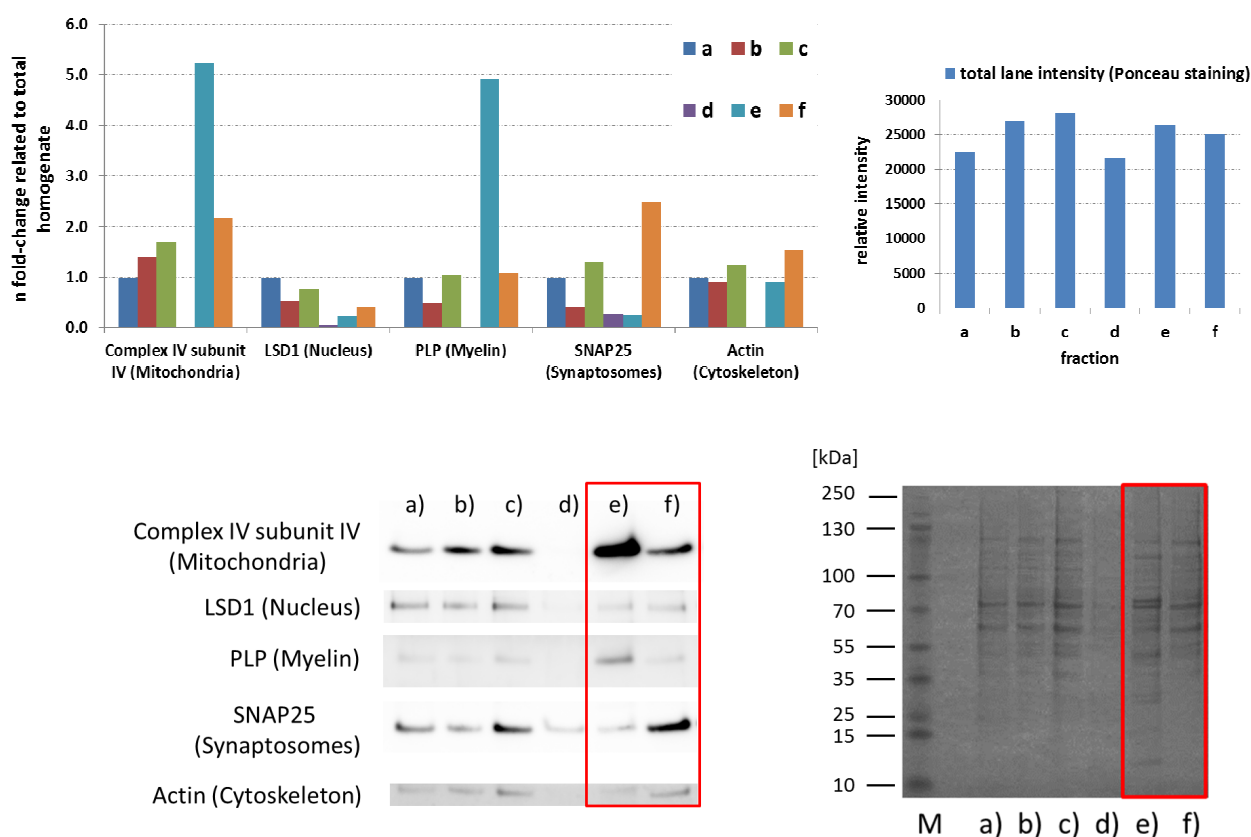 n fold-change related to total
homogenate
6.0
5.0
4.0
3.0
2.0
1.0
0.0
a b c
d e f
Complex IV subunit
IV (Mitochondria)
LSD1 (Nucleus)
PLP (Myelin)
SNAP25
(Synaptosomes)
Actin
(Cytoskeleton)
total lane intensity (Ponceau staining)
relative intensity
30000
25000
20000
15000
10000
5000
0
a b c d e f
fraction
a) b) c) d) e) f)
Complex IV subunit IV
(Mitochondria)
LSD1 (Nucleus)
PLP (Myelin)
SNAP25
(Synaptosomes)
Actin (Cytoskeleton)
[kDa]
250
130
100
70
55
35
25
15
10
M a) b) c) d) e) f)